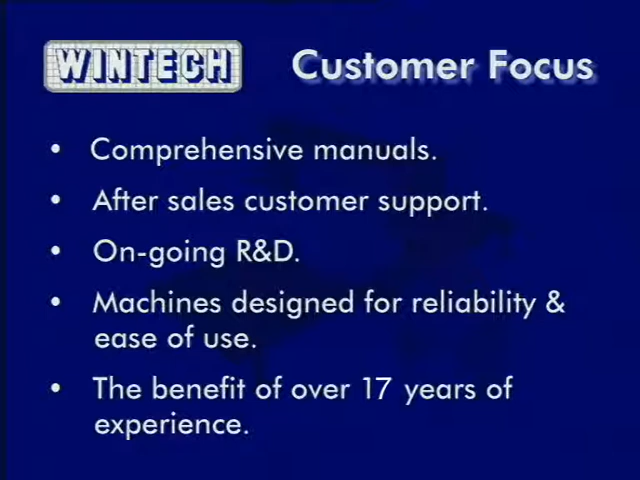 WINTECH
Customer Focus
• Comprehensive manuals.
• After sales customer support.
• On-going R&D.
• Machines designed for reliability &
ease of use.
• The benefit of over 17 years of
experience.